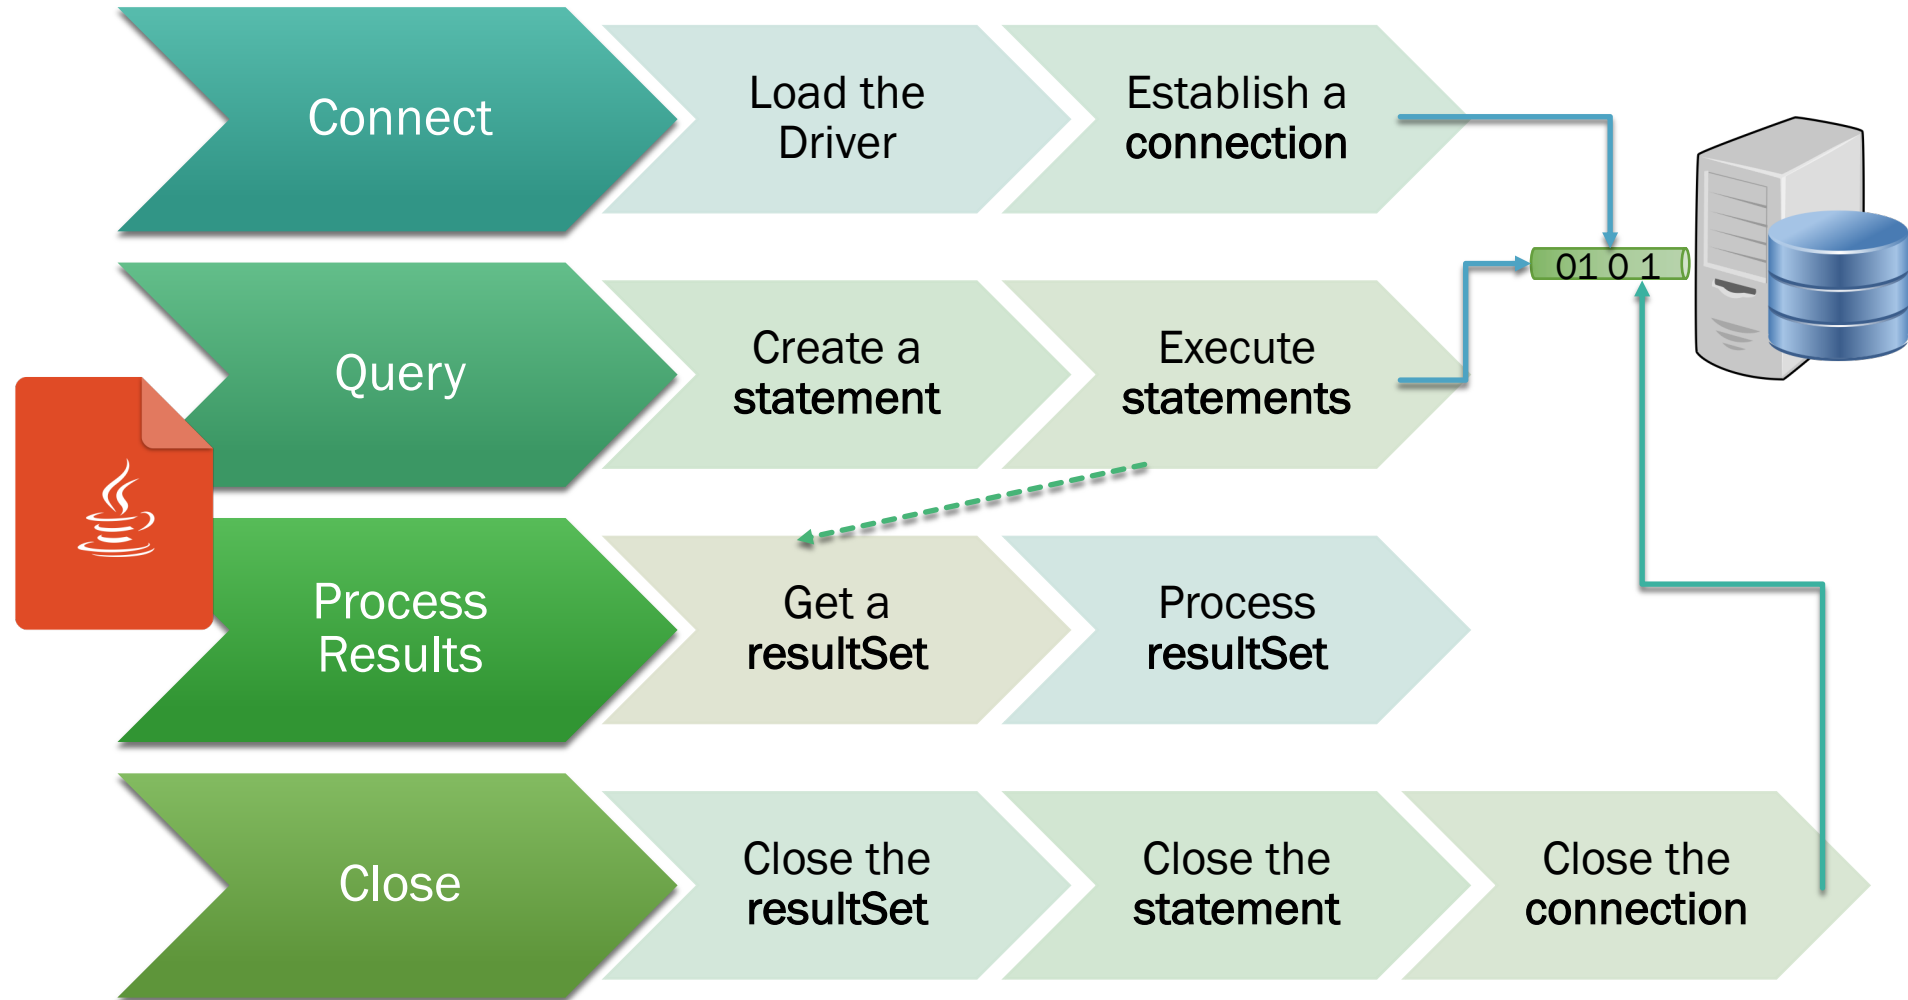 Connect
Load the
Driver
Establish a
connection
01 0 1
Query
Create a
statement
Execute
statements
Process
Results
Get a
resultSet
Process
resultSet
Close
Close the
resultSet
Close the
statement
Close the
connection